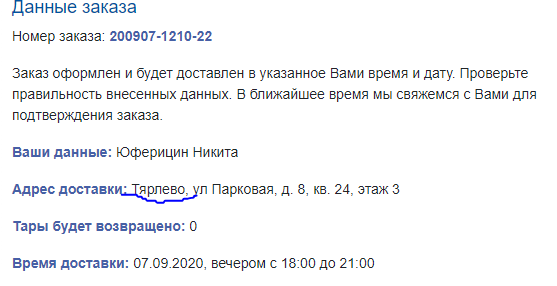 Данные заказа
Номер заказа: 200907-1210-22
Заказ оформлен и будет доставлен в указанное Вами время и дату. Проверьте
правильность внесенных данных. В ближайшее время мы свяжемся с Вами для
подтверждения заказа.
Ваши данные: Юферицин Никита
Адрес доставки: Тярлево, ул Парковая, д. 8, кв. 24, этаж 3
Тары будет возвращено: 0
Время доставки: 07.09.2020, вечером с 18:00 до 21:00